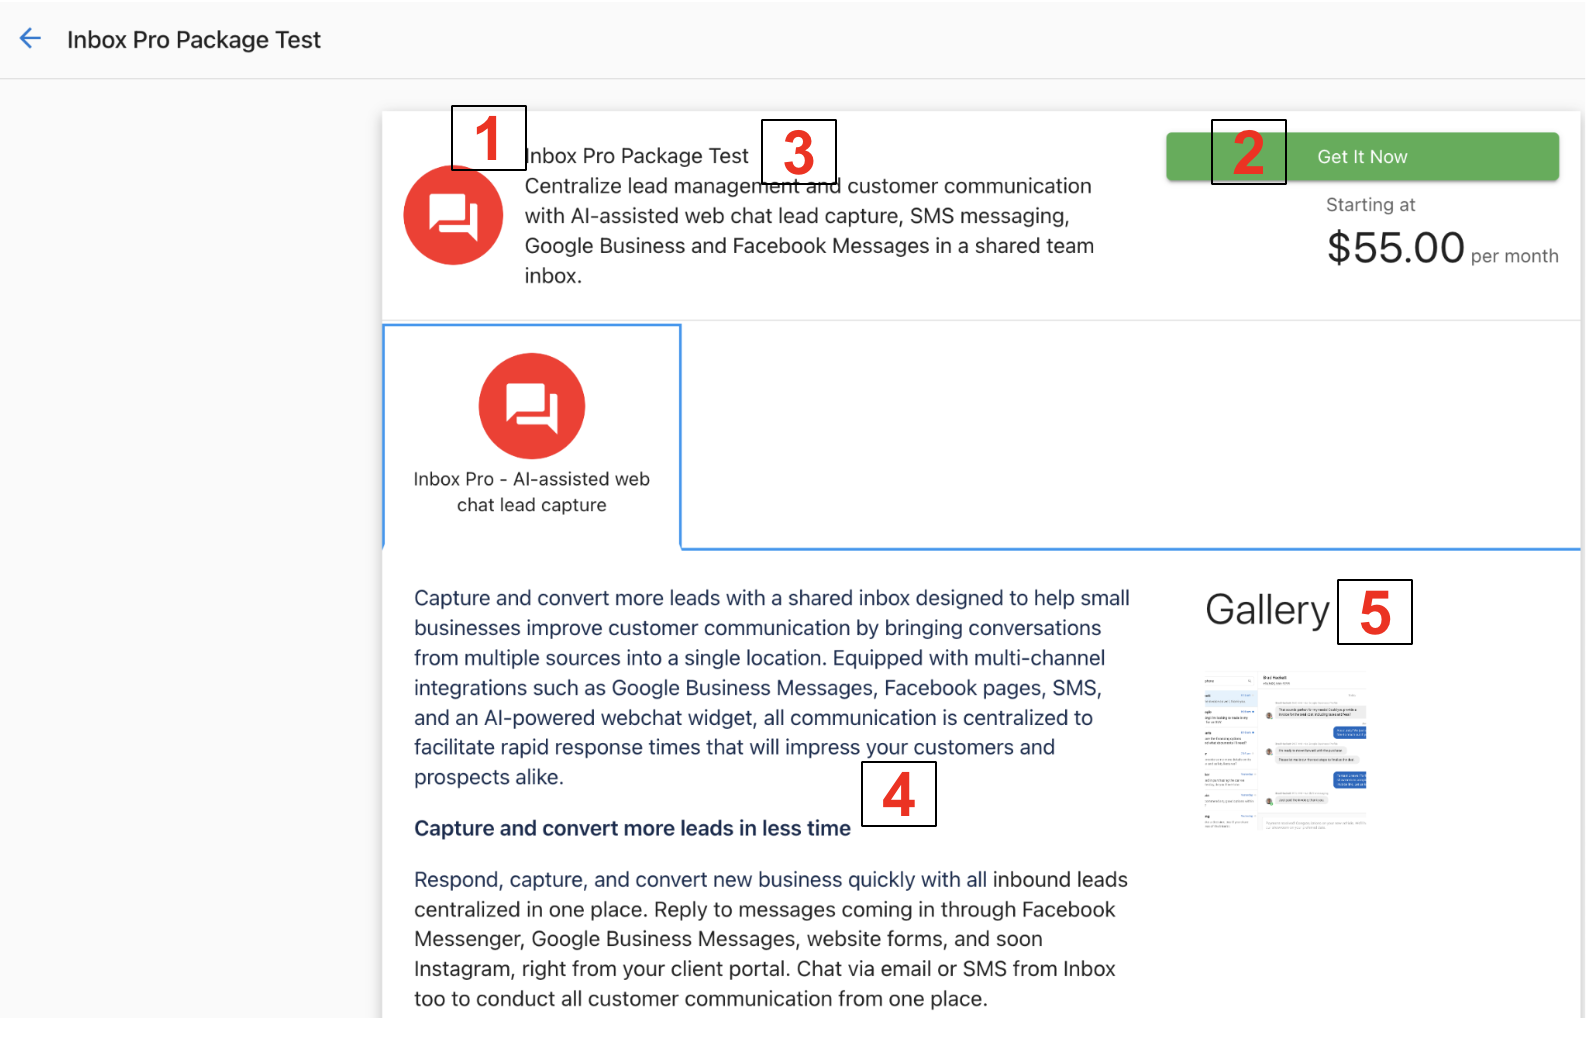 Inbox Pro Package Test
1
Inbox Pro Package Test
3
Centralize lead management and customer communication
with AI-assisted web chat lead capture, SMS messaging,
Google Business and Facebook Messages in a shared team
inbox.
2
Get It Now
Starting at
$55.00 per month
Inbox Pro - AI-assisted web
chat lead capture
Capture and convert more leads with a shared inbox designed to help small
businesses improve customer communication by bringing conversations
from multiple sources into a single location. Equipped with multi-channel
integrations such as Google Business Messages, Facebook pages, SMS,
and an AI-powered webchat widget, all communication is centralized to
facilitate rapid response times that will impress your customers and
prospects alike.
4
Capture and convert more leads in less time
Respond, capture, and convert new business quickly with all inbound leads
centralized in one place. Reply to messages coming in through Facebook
Messenger, Google Business Messages, website forms, and soon
Instagram, right from your client portal. Chat via email or SMS from Inbox
too to conduct all customer communication from one place.
Gallery
5